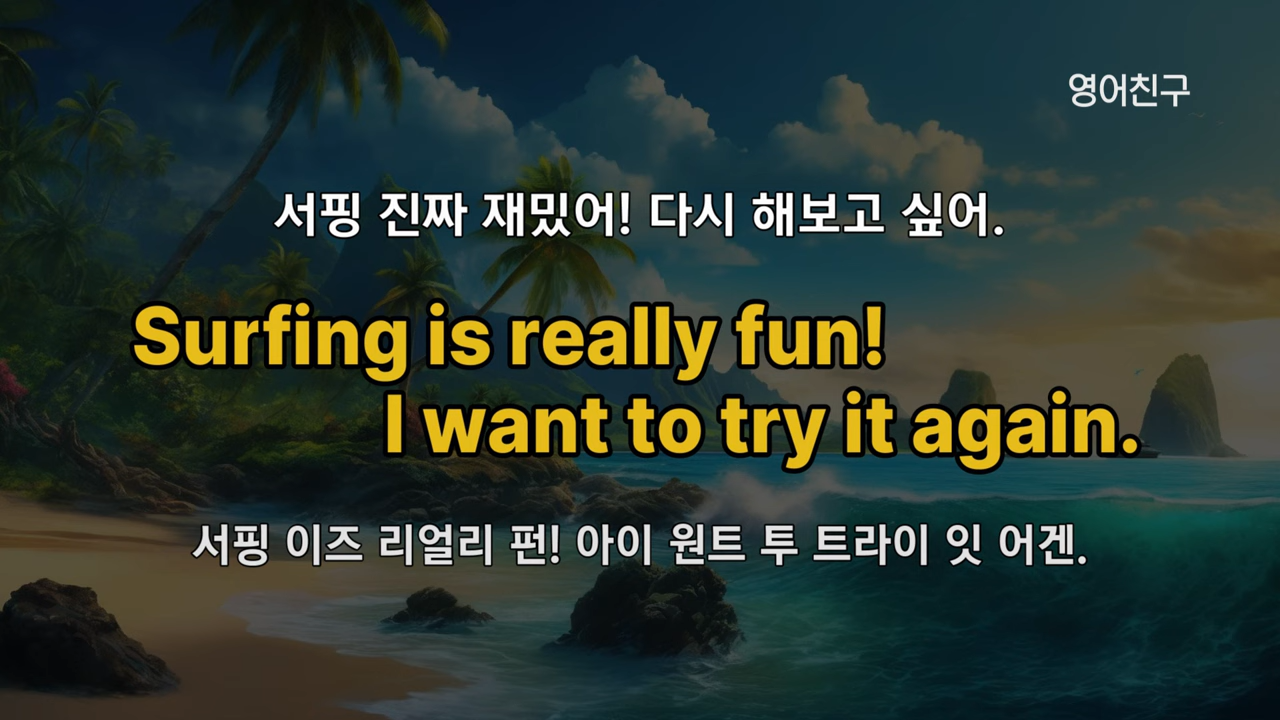 영어친구
서핑 진짜 재밌어! 다시 해보고 싶어.
Surfing is really fun!
I want to try it again.
서핑 이즈 리얼리 펀! 아이 원트 투 트라이 잇 어겐.